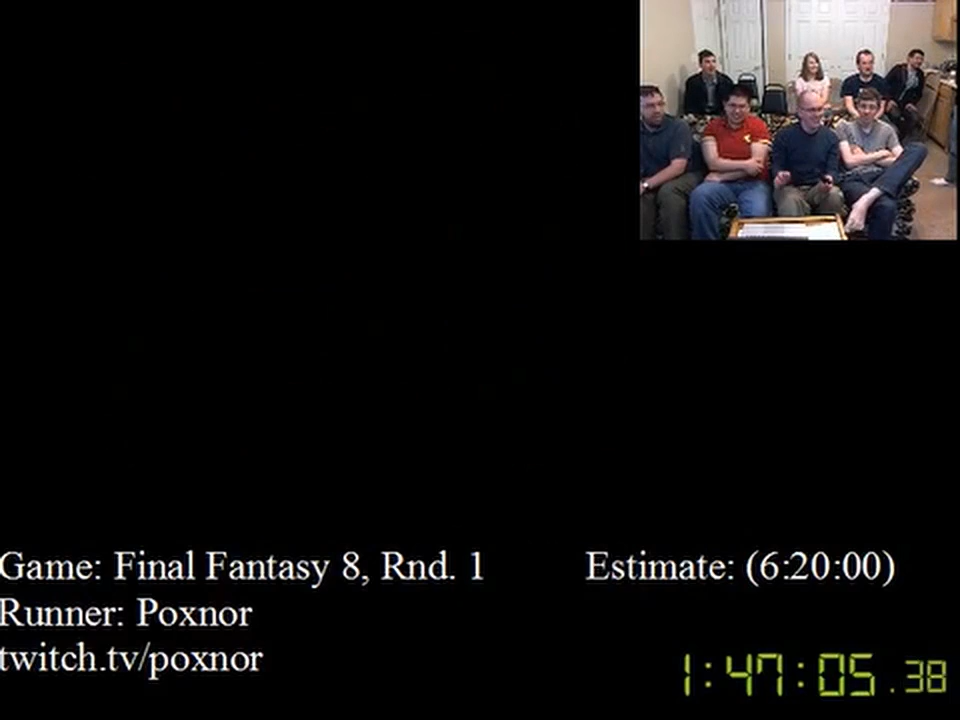 Game: Final Fantasy 8, Rnd. 1
Estimate: (6:20:00)
Runner: Poxnor
twitch.tv/poxnor
1:47:05.38